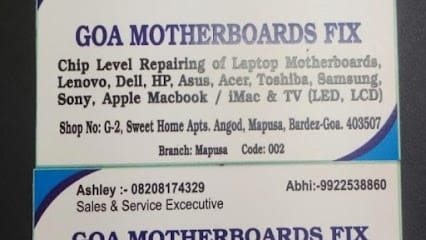 GOA MOTHERBOARDS FIX
Chip Level Repairing of Laptop Motherboards,
Lenovo, Dell, HP, Asus, Acer, Toshiba, Samsung,
Sony, Apple Macbook / iMac & TV (LED, LCD)
Shop No: G-2, Sweet Home Apts. Angod, Mapusa, Bardez-Goa. 403507
Branch: Mapusa Code: 002
Ashley :- 08208174329 Abhi:-9922538860
Sales & Service Excecutive
GOA MOTHERBOARDS FIX